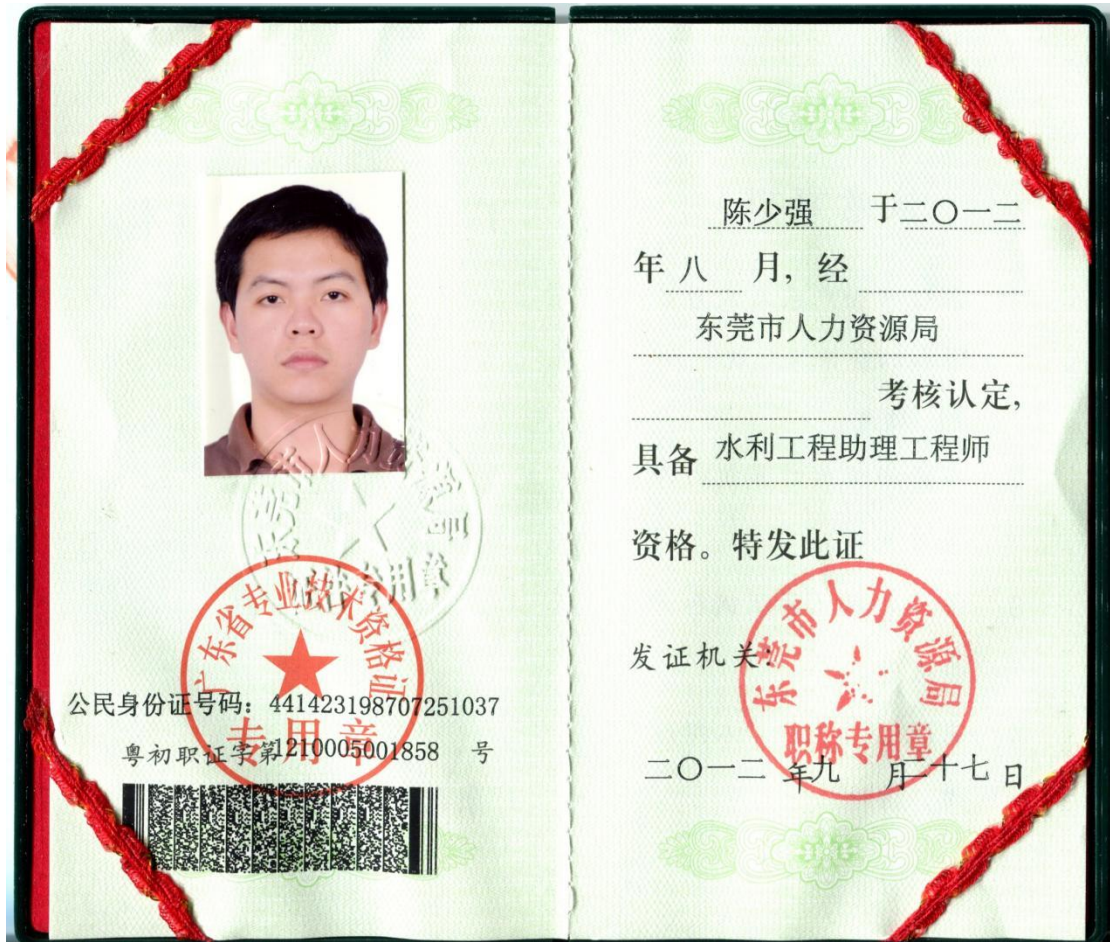 广东省专业技术资格证
专用章
公民身份证号码：441423198707251037
粤初职证字第1210005001858 号
陈少强 于二〇一二
年 八 月，经
东莞市人力资源局
考核认定，
具备 水利工程助理工程师
资格。特发此证
发证机关：
东莞市人力资源局
职称专用章
二〇一二 年九 月二十七 日